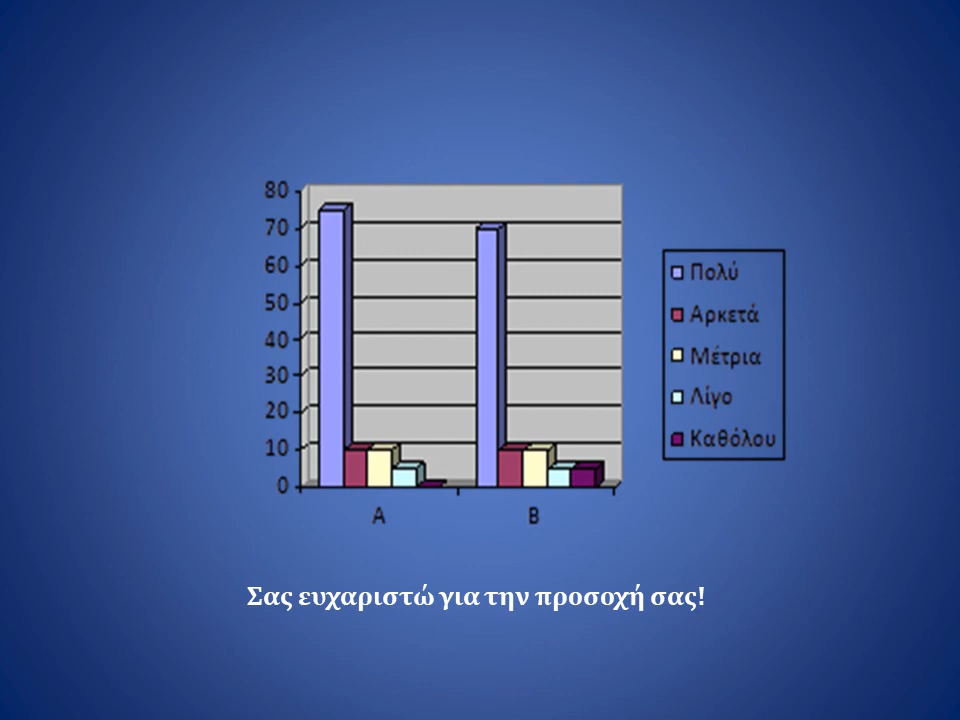 80
70
60
50
40
30
20
10
0
A
B
Πολύ
Αρκετά
Μέτρια
Λίγο
Καθόλου
Σας ευχαριστώ για την προσοχή σας!